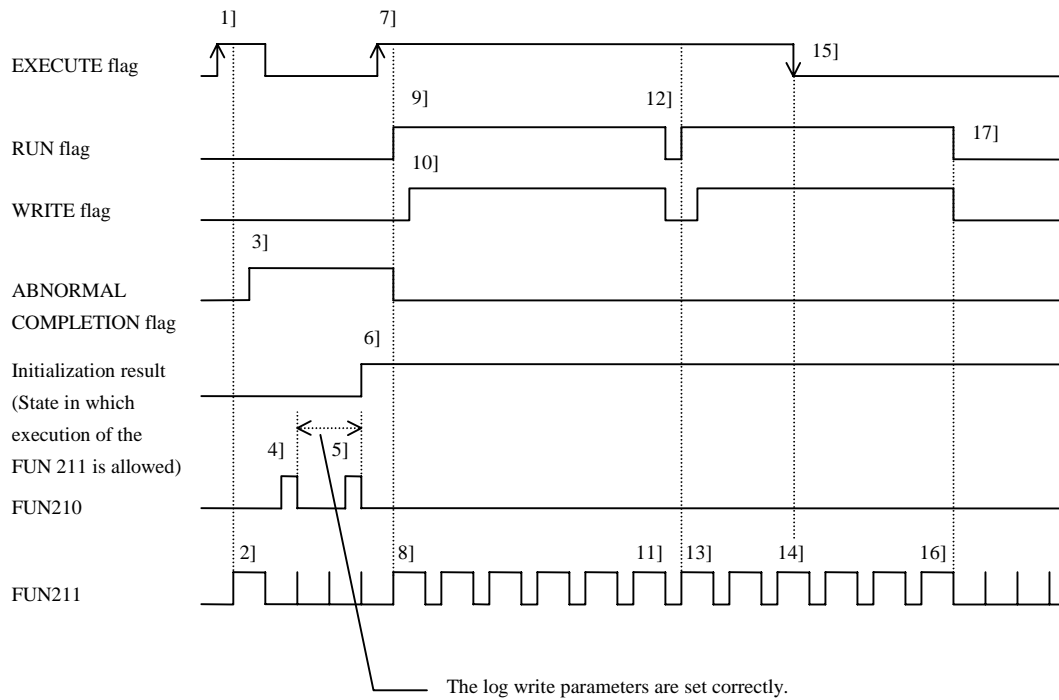 1]
7]
EXECUTE flag
15]
9]
12]
RUN flag
17]
10]
WRITE flag
3]
ABNORMAL
COMPLETION flag
6]
Initialization result
(State in which
execution of the
FUN 211 is allowed)
4]
5]
FUN210
2]
8]
11]
13]
14]
16]
FUN211
The log write parameters are set correctly.